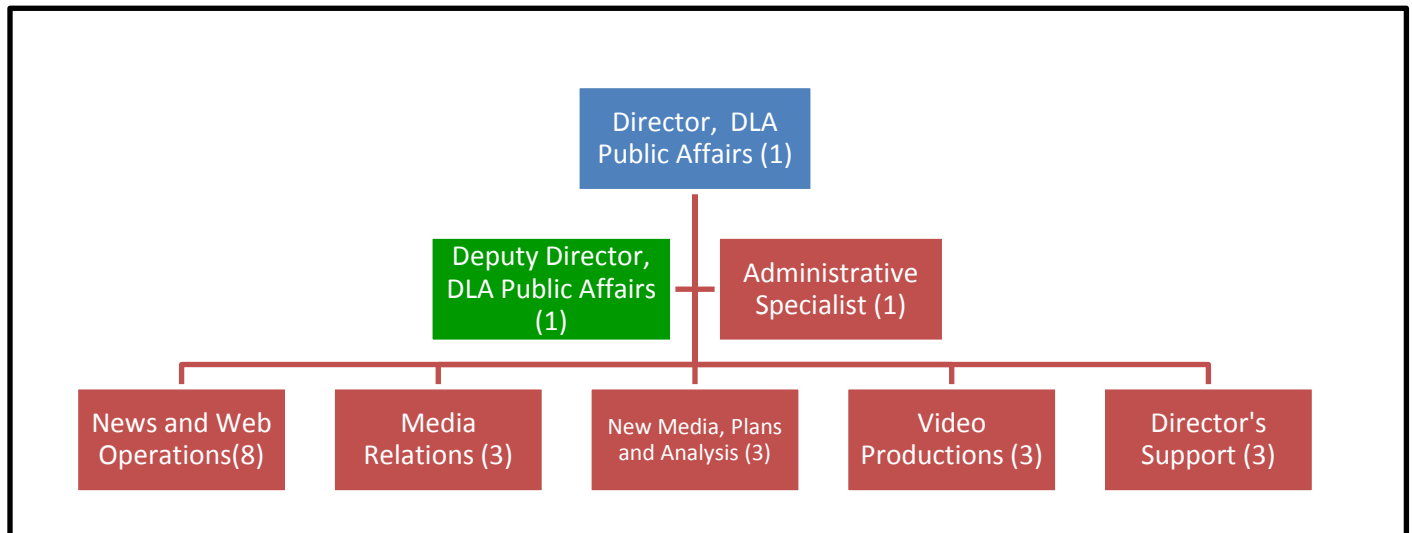 Director, DLA
Public Affairs (1)
Deputy Director,
DLA Public Affairs
(1)
Administrative
Specialist (1)
News and Web
Operations(8)
Media
Relations (3)
New Media, Plans
and Analysis (3)
Video
Productions (3)
Director's
Support (3)